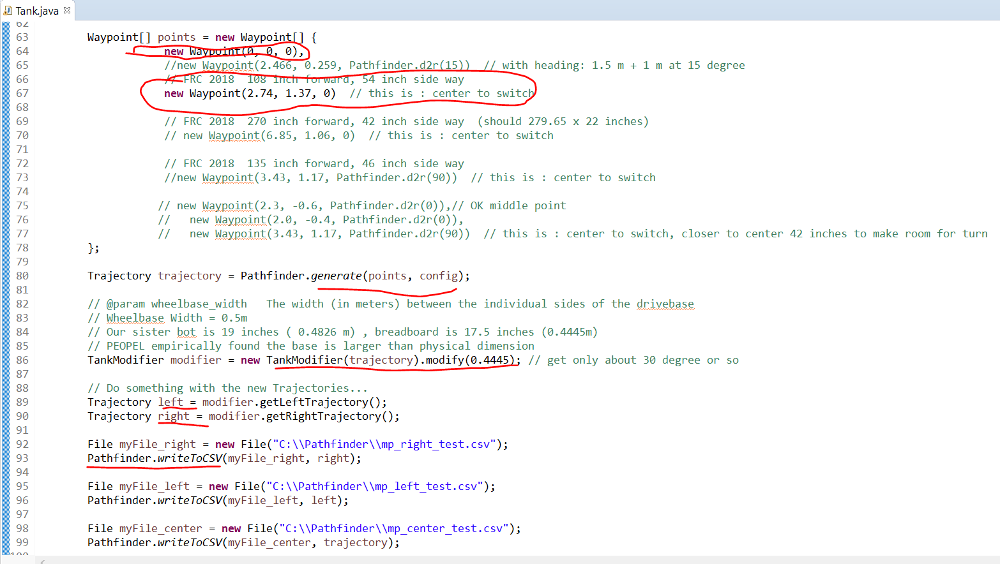 Tank.java
62
63 Waypoint[] points = new Waypoint[] {
64 new Waypoint(0, 0, 0),
65 //new Waypoint(2.466, 0.259, Pathfinder.d2r(15)) // with heading: 1.5 m + 1 m at 15 degree
66 // FRC 2018 108 inch forward, 54 inch side way
67 new Waypoint(2.74, 1.37, 0) // this is : center to switch
68
69 // FRC 2018 270 inch forward, 42 inch side way (should 279.65 x 22 inches)
70 // new Waypoint(6.85, 1.06, 0) // this is : center to switch
71
72 // FRC 2018 135 inch forward, 46 inch side way
73 //new Waypoint(3.43, 1.17, Pathfinder.d2r(90)) // this is : center to switch
74
75 // new Waypoint(2.3, -0.6, Pathfinder.d2r(0)),// OK middle point
76 // new Waypoint(2.0, -0.4, Pathfinder.d2r(0)),
77 // new Waypoint(3.43, 1.17, Pathfinder.d2r(90)) // this is : center to switch, closer to center 42 inches to make room for turn
78 };
79
80 Trajectory trajectory = Pathfinder.generate(points, config);
81
82 // @param wheelbase_width The width (in meters) between the individual sides of the drivebase
83 // Wheelbase Width = 0.5m
84 // Our sister bot is 19 inches ( 0.4826 m) , breadboard is 17.5 inches (0.4445m)
85 // PEOPEL empirically found the base is larger than physical dimension
86 TankModifier modifier = new TankModifier(trajectory).modify(0.4445); // get only about 30 degree or so
87
88 // Do something with the new Trajectories...
89 Trajectory left = modifier.getLeftTrajectory();
90 Trajectory right = modifier.getRightTrajectory();
91
92 File myFile_right = new File("C:\\Pathfinder\\mp_right_test.csv");
93 Pathfinder.writeToCSV(myFile_right, right);
94
95 File myFile_left = new File("C:\\Pathfinder\\mp_left_test.csv");
96 Pathfinder.writeToCSV(myFile_left, left);
97
98 File myFile_center = new File("C:\\Pathfinder\\mp_center_test.csv");
99 Pathfinder.writeToCSV(myFile_center, trajectory);
100